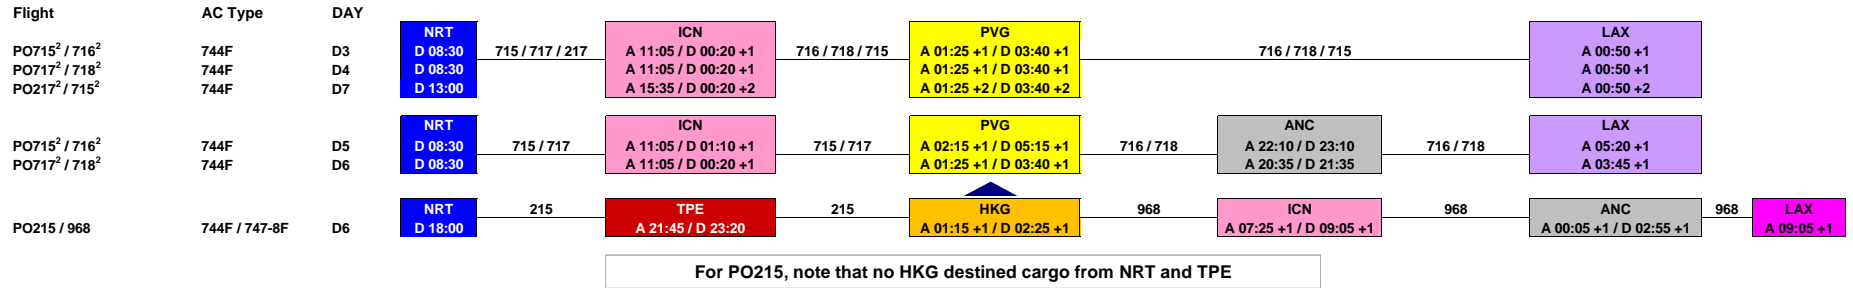 Flight AC Type DAY
NRT ICN PVG LAX
PO715² / 716² 744F D3 D 08:30 715 / 717 / 217 A 11:05 / D 00:20 +1 716 / 718 / 715 A 01:25 +1 / D 03:40 +1 716 / 718 / 715 A 00:50 +1
PO717² / 718² 744F D4 D 08:30 A 11:05 / D 00:20 +1 A 01:25 +1 / D 03:40 +1 A 00:50 +1
PO217² / 715² 744F D7 D 13:00 A 15:35 / D 00:20 +2 A 01:25 +2 / D 03:40 +2 A 00:50 +2
NRT ICN PVG ANC LAX
PO715² / 716² 744F D5 D 08:30 715 / 717 A 11:05 / D 01:10 +1 715 / 717 A 02:15 +1 / D 05:15 +1 716 / 718 A 22:10 / D 23:10 716 / 718 A 05:20 +1
PO717² / 718² 744F D6 D 08:30 A 11:05 / D 00:20 +1 A 01:25 +1 / D 03:40 +1 A 20:35 / D 21:35 A 03:45 +1
NRT 215 TPE 215 HKG 968 ICN 968 ANC 968 LAX
PO215 / 968 744F / 747-8F D6 D 18:00 A 21:45 / D 23:20 A 01:15 +1 / D 02:25 +1 A 07:25 +1 / D 09:05 +1 A 00:05 +1 / D 02:55 +1 A 09:05 +1
For PO215, note that no HKG destined cargo from NRT and TPE